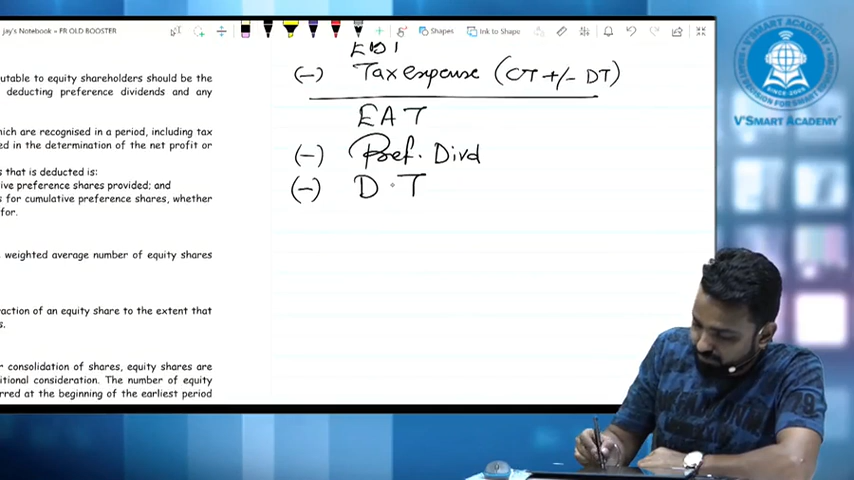 jay's Notebook « FR OLD BOOSTER
Shapes
Ink to Shape
utable to equity shareholders should be the
deducting preference dividends and any
hich are recognised in a period, including tax
ed in the determination of the net profit or
s that is deducted is:
ive preference shares provided; and
s for cumulative preference shares, whether
for.
weighted average number of equity shares
action of an equity share to the extent that
s.
r consolidation of shares, equity shares are
itional consideration. The number of equity
rred at the beginning of the earliest period
EBT
(-) Tax expense (CT +/- DT)
EAT
(-) Pref. Divd
(-) D.T
V'SMART ACADEMY
SINCE-2009
V'SMART ACADEMY